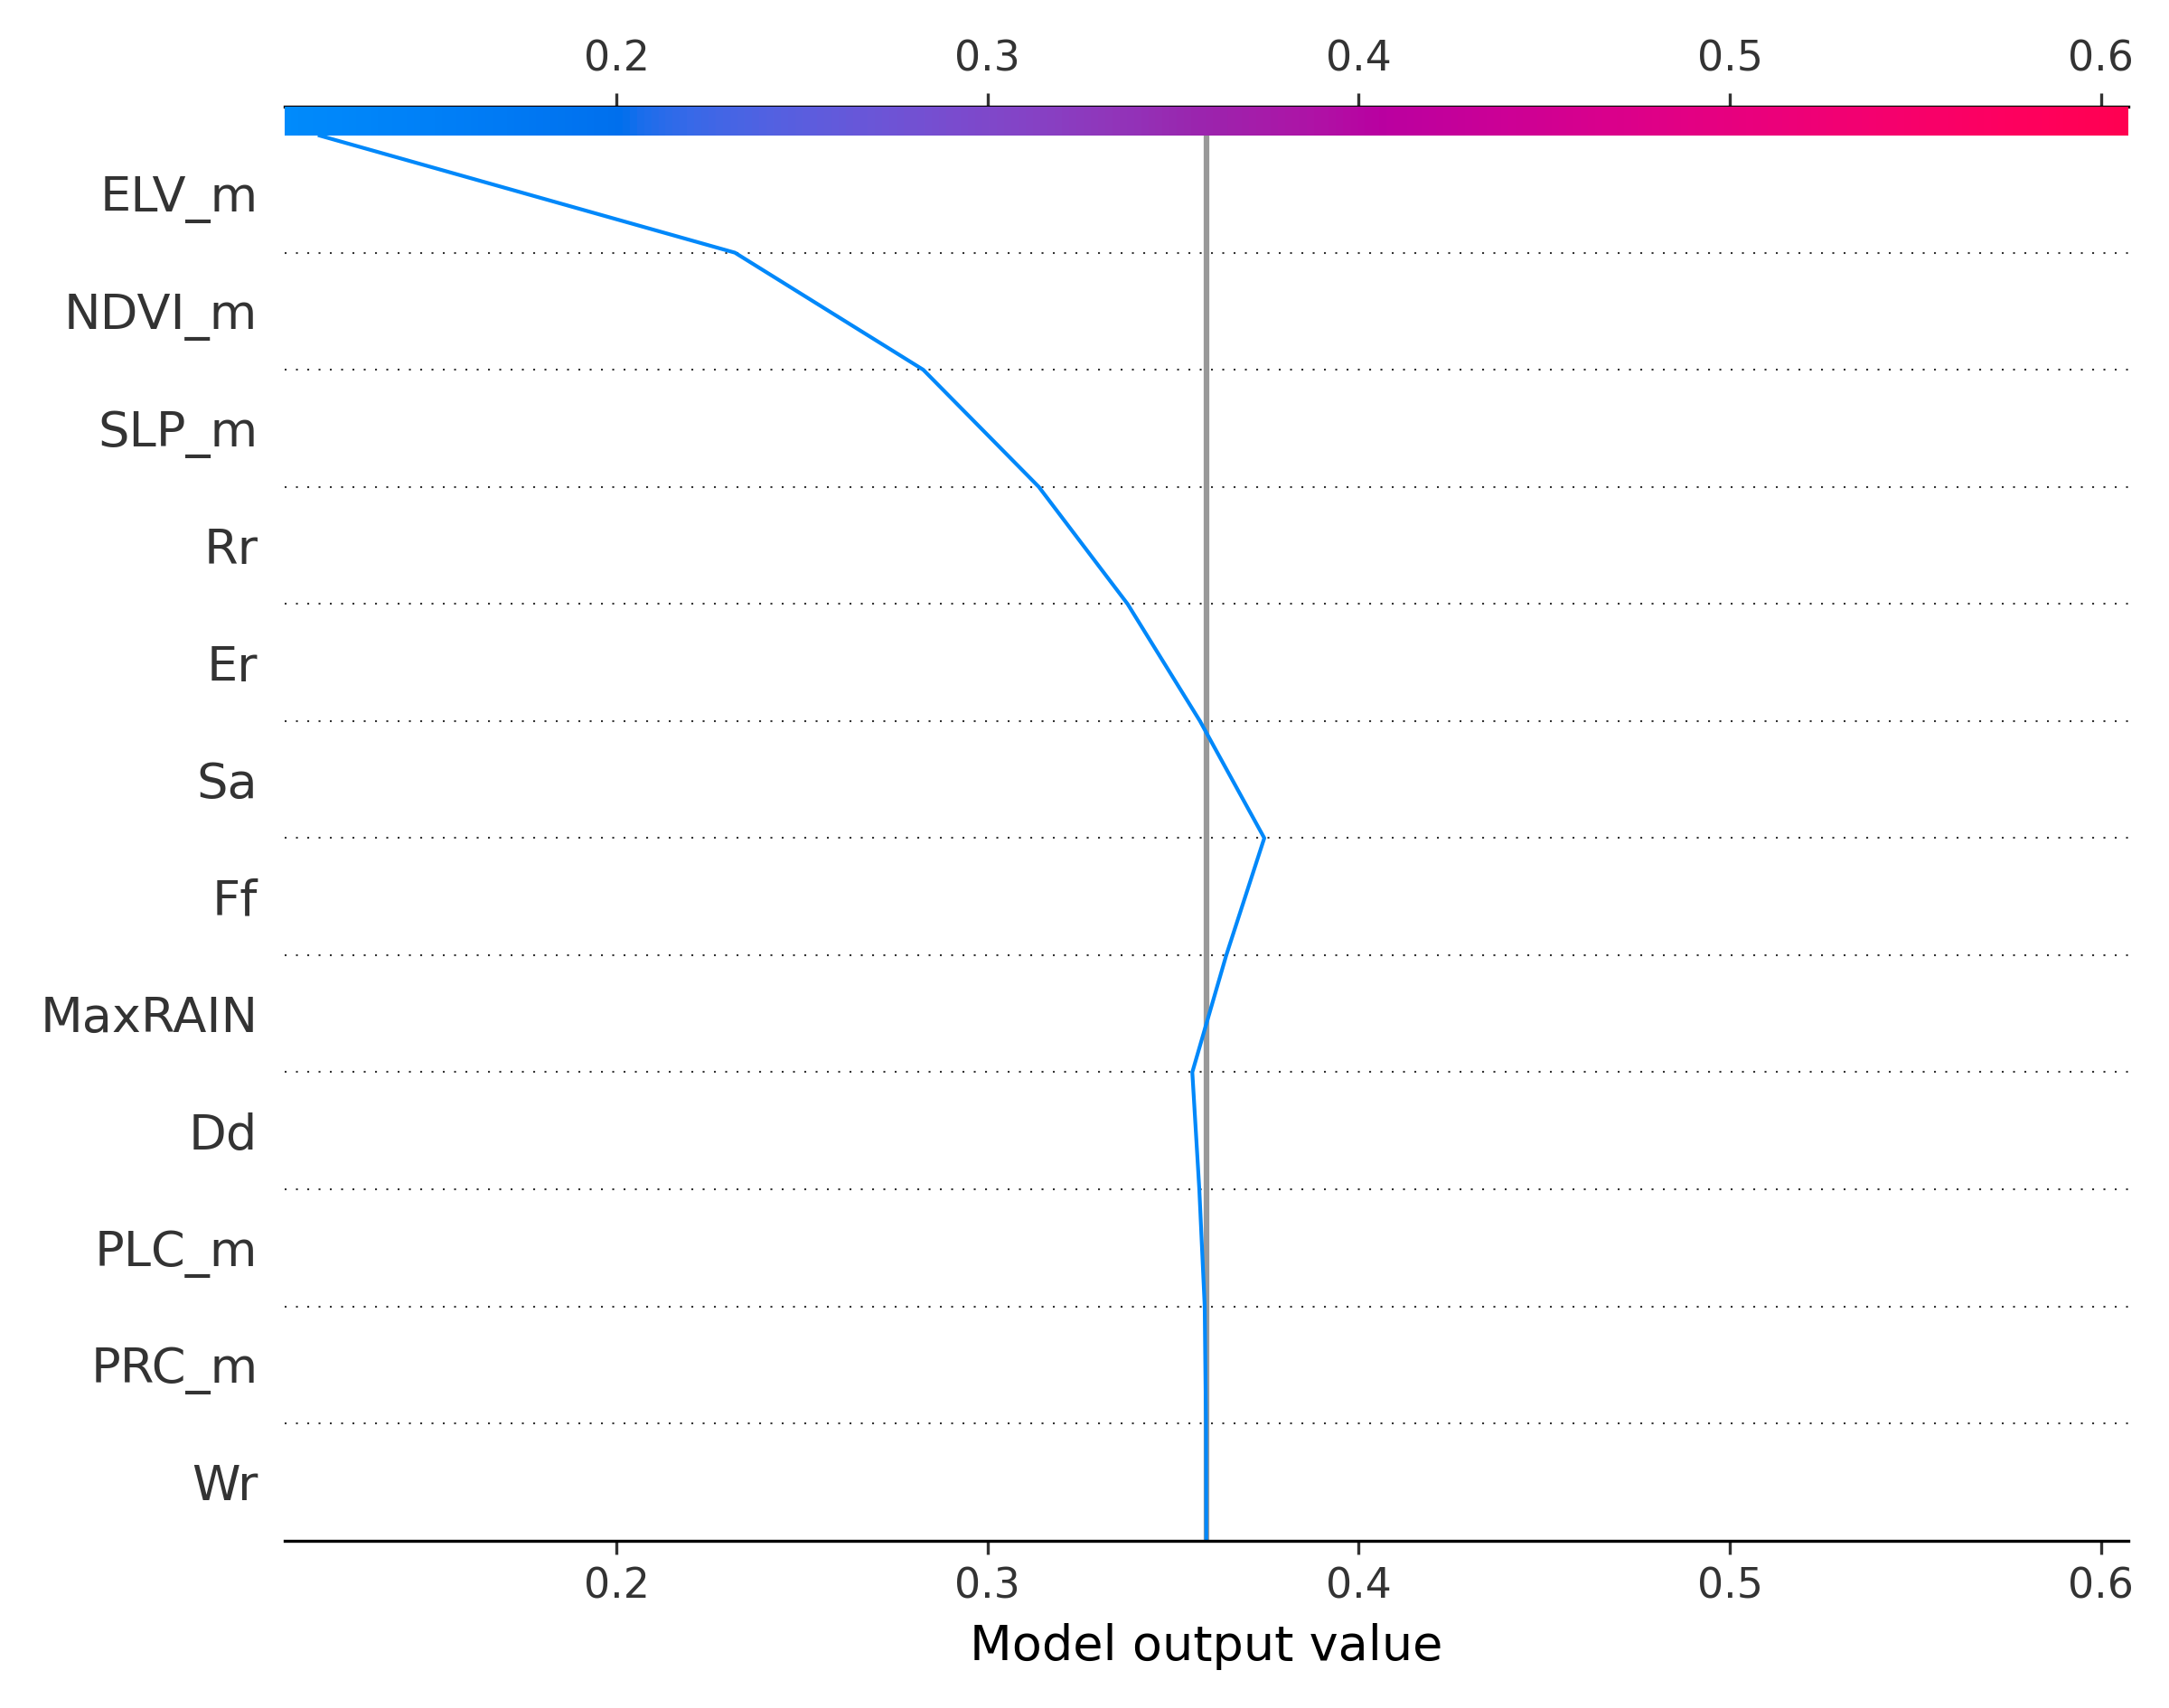 0.2 0.3 0.4 0.5 0.6
ELV_m
NDVI_m
SLP_m
Rr
Er
Sa
Ff
MaxRAIN
Dd
PLC_m
PRC_m
Wr
0.2 0.3 0.4 0.5 0.6
Model output value